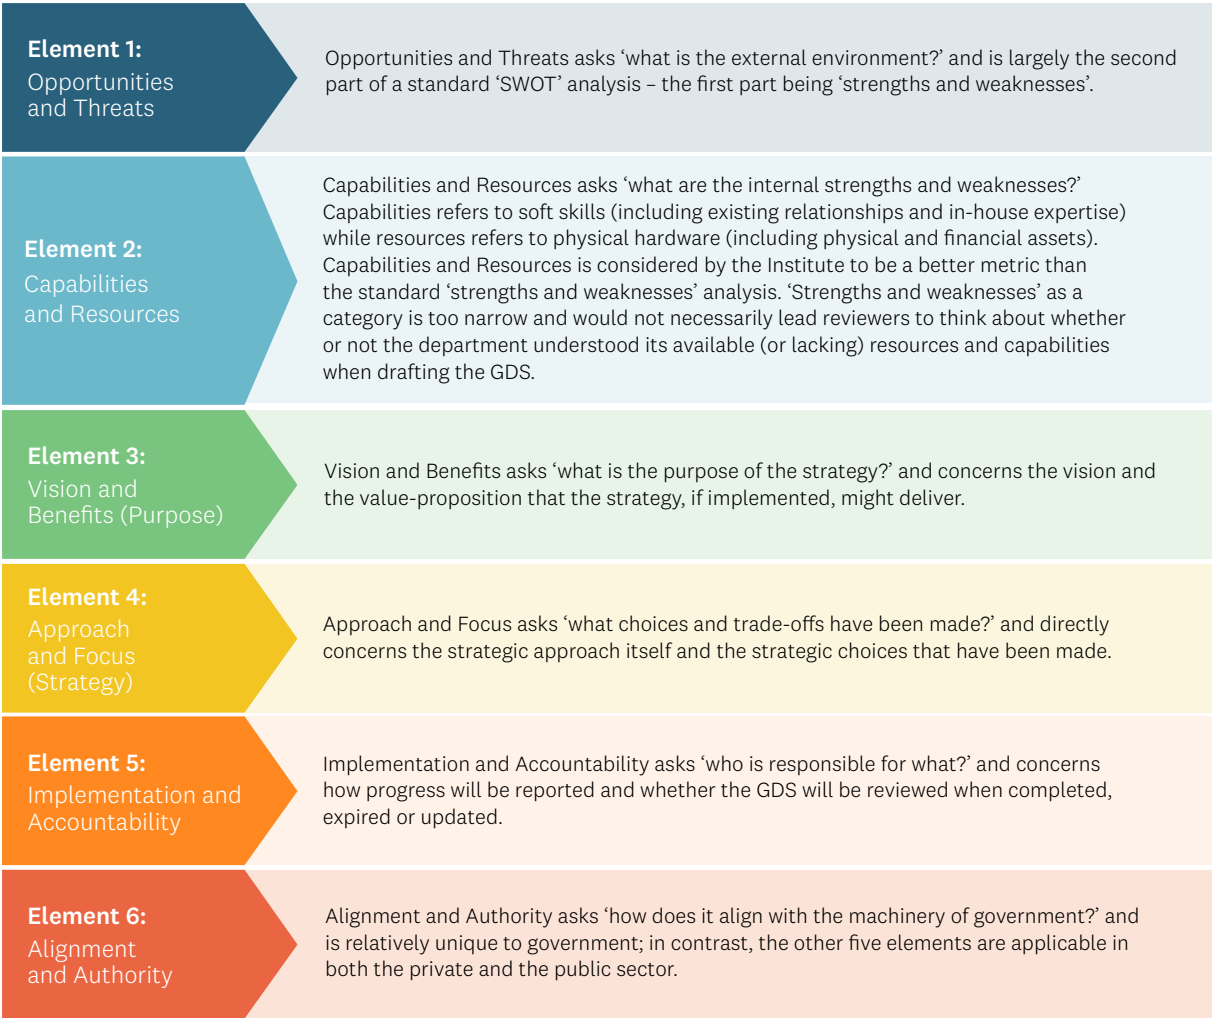 Element 1:
Opportunities
and Threats
Opportunities and Threats asks ‘what is the external environment?’ and is largely the second
part of a standard ‘SWOT’ analysis – the first part being ‘strengths and weaknesses’.
Element 2:
Capabilities
and Resources
Capabilities and Resources asks ‘what are the internal strengths and weaknesses?’
Capabilities refers to soft skills (including existing relationships and in-house expertise)
while resources refers to physical hardware (including physical and financial assets).
Capabilities and Resources is considered by the Institute to be a better metric than
the standard ‘strengths and weaknesses’ analysis. ‘Strengths and weaknesses’ as a
category is too narrow and would not necessarily lead reviewers to think about whether
or not the department understood its available (or lacking) resources and capabilities
when drafting the GDS.
Element 3:
Vision and
Benefits (Purpose)
Vision and Benefits asks ‘what is the purpose of the strategy?’ and concerns the vision and
the value-proposition that the strategy, if implemented, might deliver.
Element 4:
Approach
and Focus
(Strategy)
Approach and Focus asks ‘what choices and trade-offs have been made?’ and directly
concerns the strategic approach itself and the strategic choices that have been made.
Element 5:
Implementation and
Accountability
Implementation and Accountability asks ‘who is responsible for what?’ and concerns
how progress will be reported and whether the GDS will be reviewed when completed,
expired or updated.
Element 6:
Alignment
and Authority
Alignment and Authority asks ‘how does it align with the machinery of government?’ and
is relatively unique to government; in contrast, the other five elements are applicable in
both the private and the public sector.